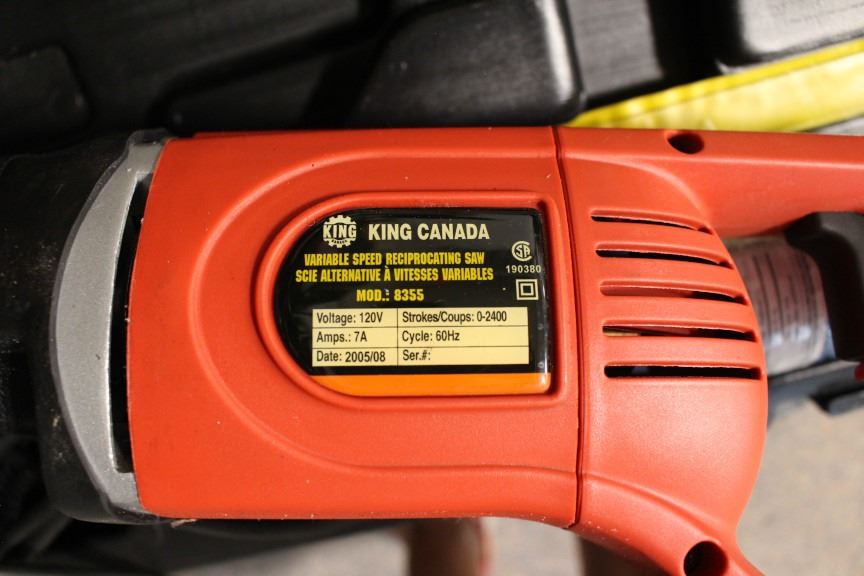 KING
KING CANADA
VARIABLE SPEED RECIPROCATING SAW
SCIE ALTERNATIVE À VITESSES VARIABLES
MOD.: 8355
190380
Voltage: 120V Strokes/Coups: 0-2400
Amps.: 7A Cycle: 60Hz
Date: 2005/08 Ser.#: